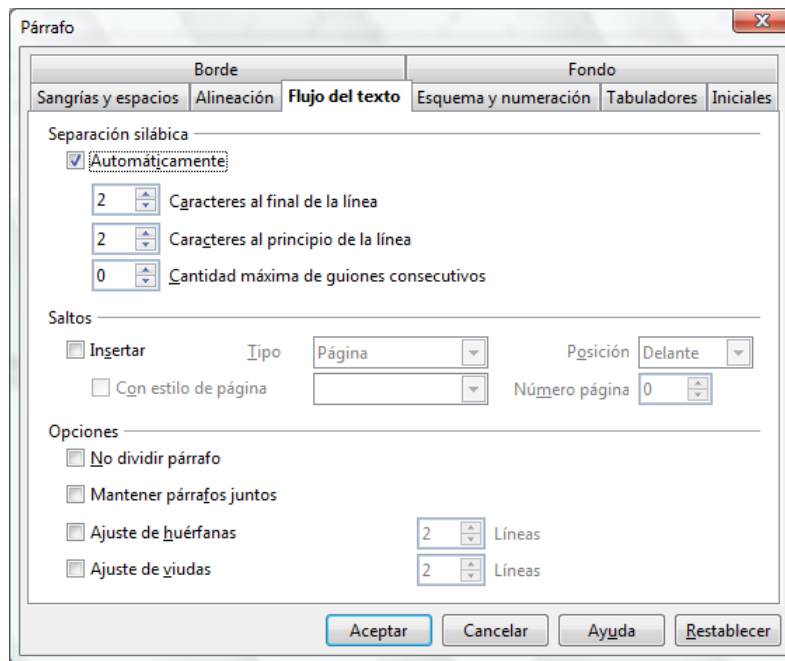 Párrafo
Borde Fondo
Sangrías y espacios Alineación Flujo del texto Esquema y numeración Tabuladores Iniciales
Separación silábica
Automáticamente
2 Caracteres al final de la línea
2 Caracteres al principio de la línea
0 Cantidad máxima de guiones consecutivos
Saltos
Insertar Tipo Página Posición Delante
Con estilo de página Número página 0
Opciones
No dividir párrafo
Mantener párrafos juntos
Ajuste de huérfanas 2 Líneas
Ajuste de viudas 2 Líneas
Aceptar Cancelar Ayuda Restablecer